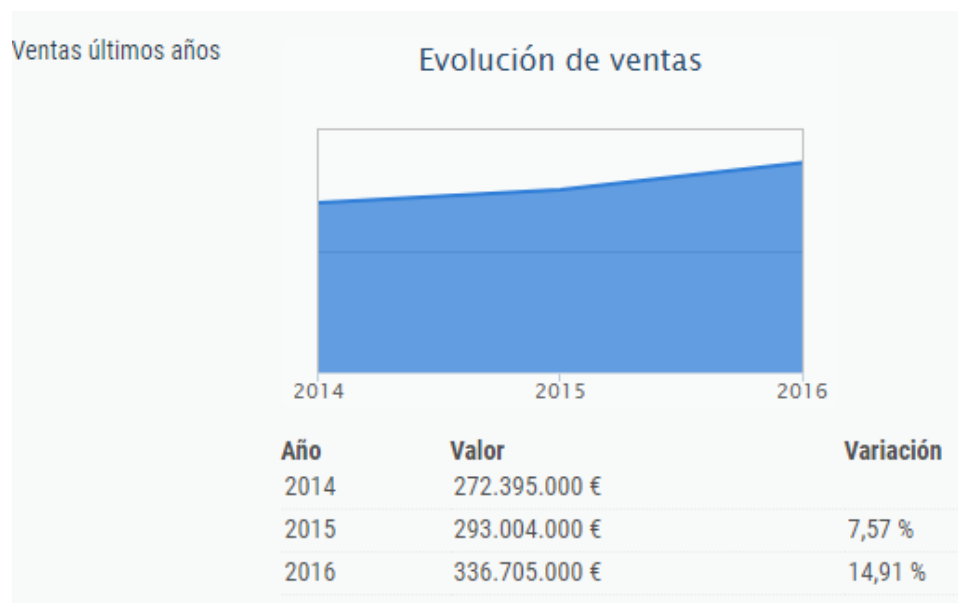 Ventas últimos años
Evolución de ventas
2014 2015 2016
Año Valor Variación
2014 272.395.000 €
2015 293.004.000 € 7,57 %
2016 336.705.000 € 14,91 %